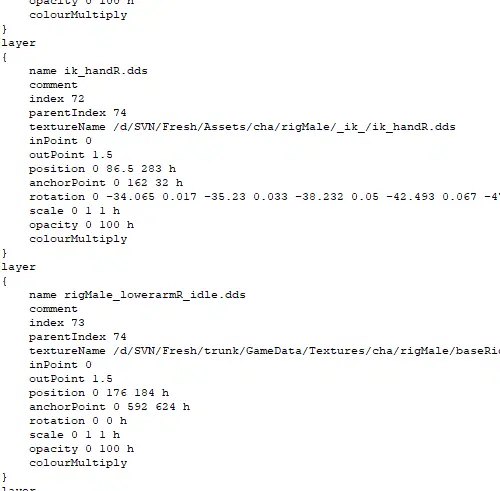 opacity 0 100 h
colourMultiply
}
layer
{
name ik_handR.dds
comment
index 72
parentIndex 74
textureName /d/SVN/Fresh/Assets/cha/rigMale/_ik_/ik_handR.dds
inPoint 0
outPoint 1.5
position 0 86.5 283 h
anchorPoint 0 162 32 h
rotation 0 -34.065 0.017 -35.23 0.033 -38.232 0.05 -42.493 0.067
scale 0 1 1 h
opacity 0 100 h
colourMultiply
}
layer
{
name rigMale_lowerarmR_idle.dds
comment
index 73
parentIndex 74
textureName /d/SVN/Fresh/trunk/GameData/Textures/cha/rigMale/
inPoint 0
outPoint 1.5
position 0 176 184 h
anchorPoint 0 592 624 h
rotation 0 0 h
scale 0 1 1 h
opacity 0 100 h
colourMultiply
}
layer